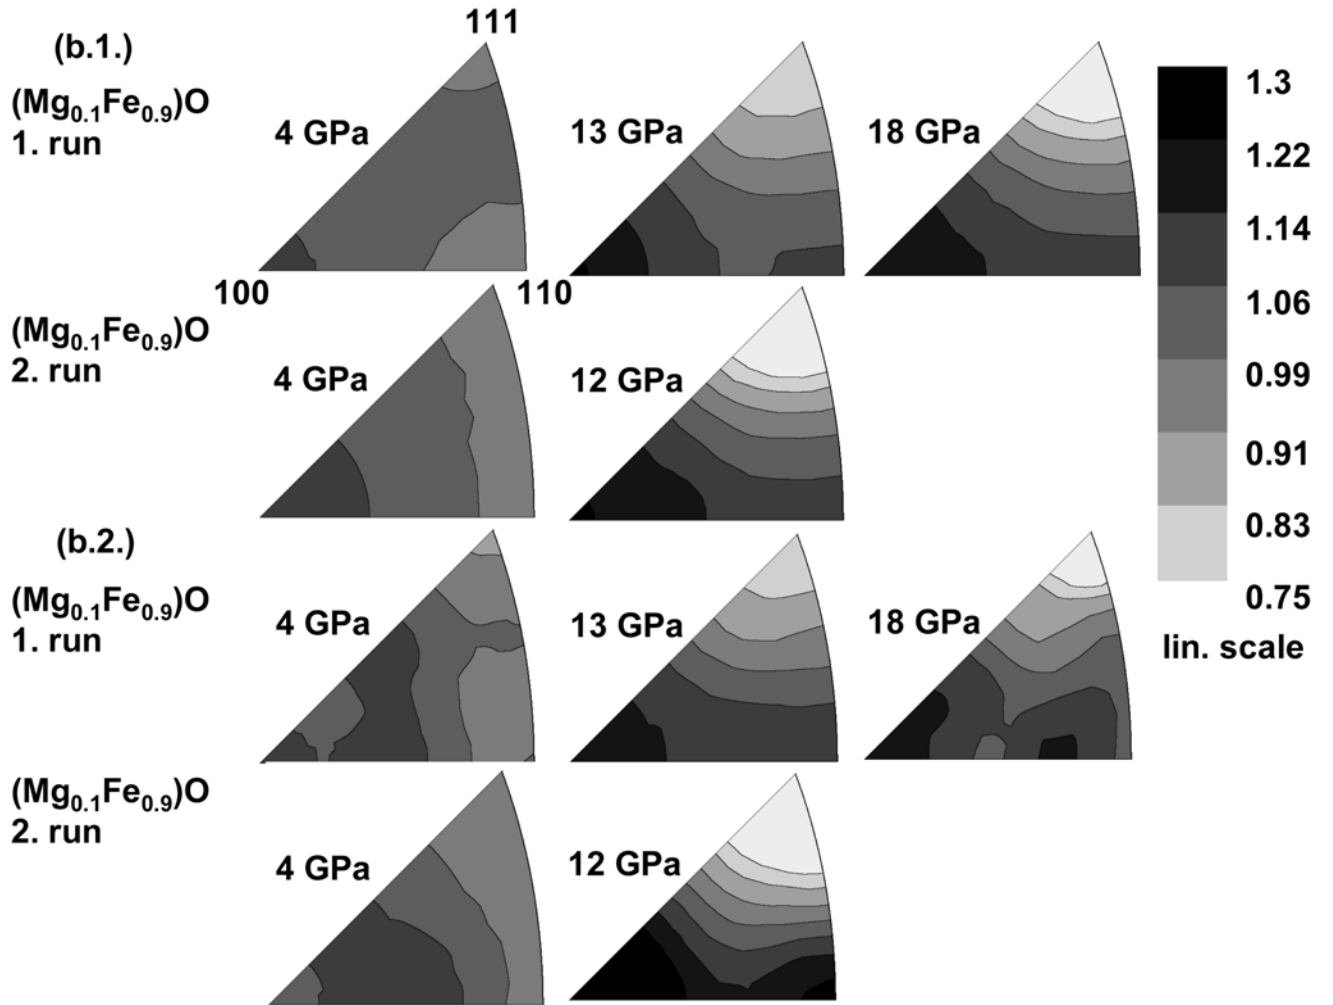 111
(b.1.)
(Mg0.1Fe0.9)O
1. run
4 GPa
13 GPa
18 GPa
1.3
1.22
1.14
1.06
0.99
0.91
0.83
0.75
lin. scale
100
110
(Mg0.1Fe0.9)O
2. run
4 GPa
12 GPa
(b.2.)
(Mg0.1Fe0.9)O
1. run
4 GPa
13 GPa
18 GPa
(Mg0.1Fe0.9)O
2. run
4 GPa
12 GPa